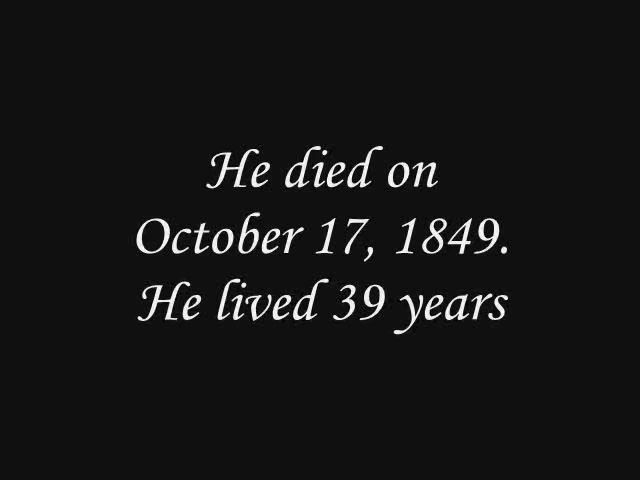 He died on
October 17, 1849.
He lived 39 years